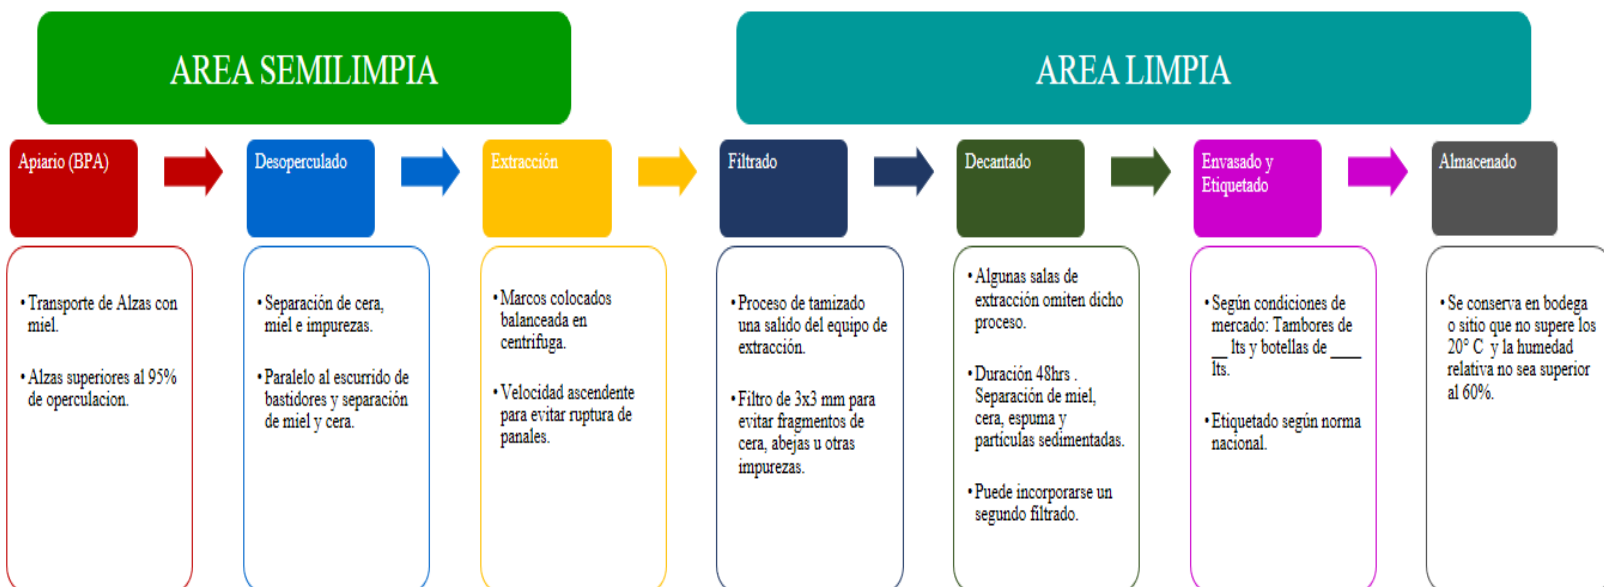 AREA SEMILIMPIA
AREA LIMPIA
Apiario (BPA)
Desoperculado
Extracción
Filtrado
Decantado
Envasado y
Etiquetado
Almacenado
• Transporte de Alzas con
miel.
• Alzas superiores al 95%
de operculacion.
• Separación de cera,
miel e impurezas.
• Paralelo al escurrido de
bastidores y separación
de miel y cera.
• Marcos colocados
balanceada en
centrifuga.
• Velocidad ascendente
para evitar ruptura de
panales.
• Proceso de tamizado
una salido del equipo de
extracción.
• Filtro de 3x3 mm para
evitar fragmentos de
cera, abejas u otras
impurezas.
• Algunas salas de
extracción omiten dicho
proceso.
• Duración 48hrs .
Separación de miel,
cera, espuma y
partículas sedimentadas.
• Puede incorporarse un
segundo filtrado.
• Según condiciones de
mercado: Tambores de
__ lts y botellas de ____
lts.
• Etiquetado según norma
nacional.
• Se conserva en bodega
o sitio que no supere los
20° C y la humedad
relativa no sea superior
al 60%.